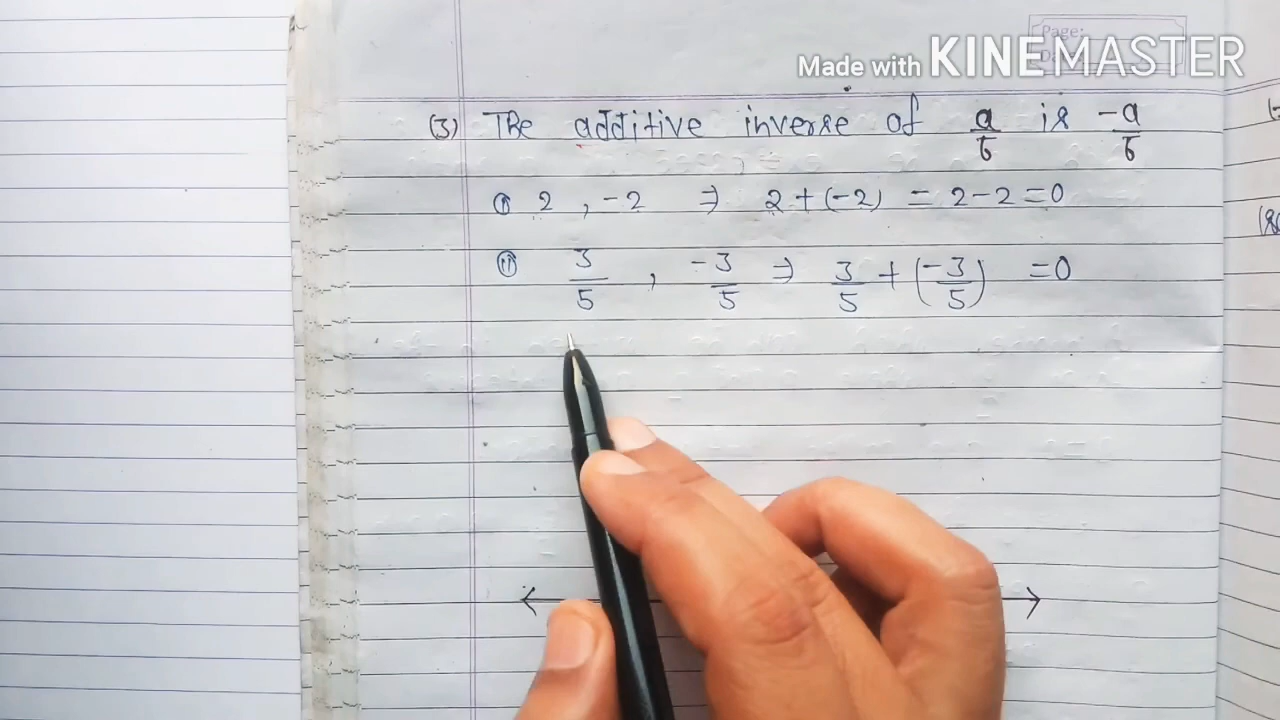 Page:
Made with KINEMASTER
(3) The additive inverse of a/b is -a/b
(i) 2 , -2 ⇒ 2 + (-2) = 2-2 = 0
(ii) 3/5 , -3/5 ⇒ 3/5 + (-3/5) = 0